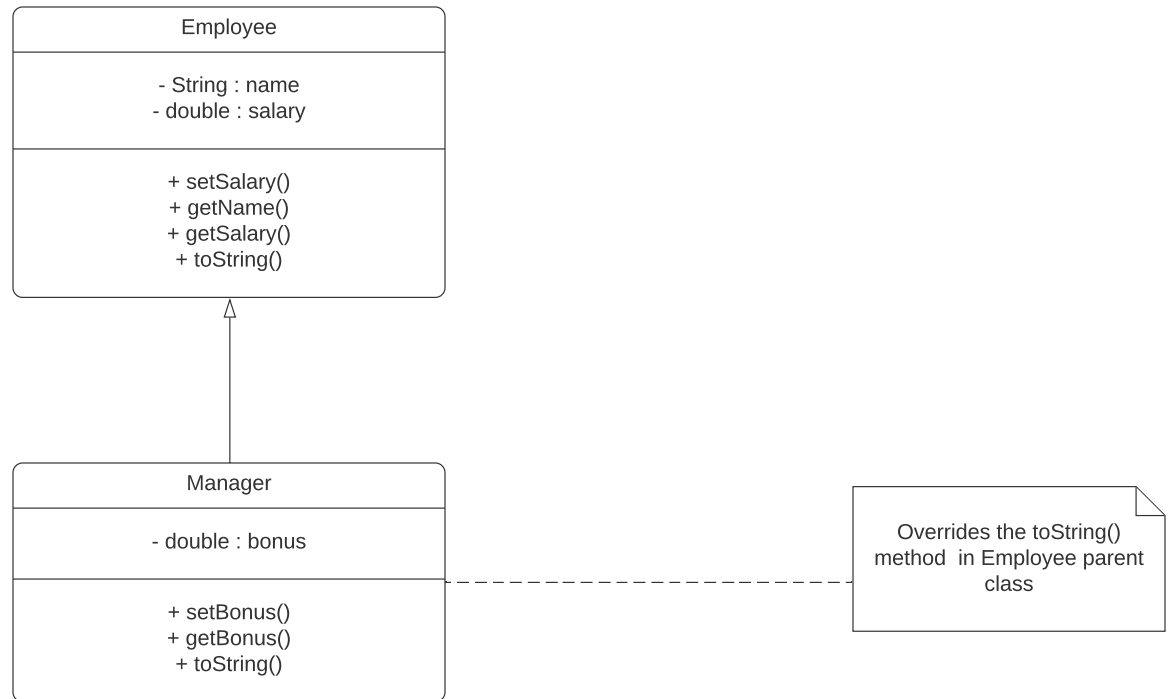 Employee
- String : name
- double : salary
+ setSalary()
+ getName()
+ getSalary()
+ toString()
Manager
- double : bonus
+ setBonus()
+ getBonus()
+ toString()
Overrides the toString()
method  in Employee parent
class